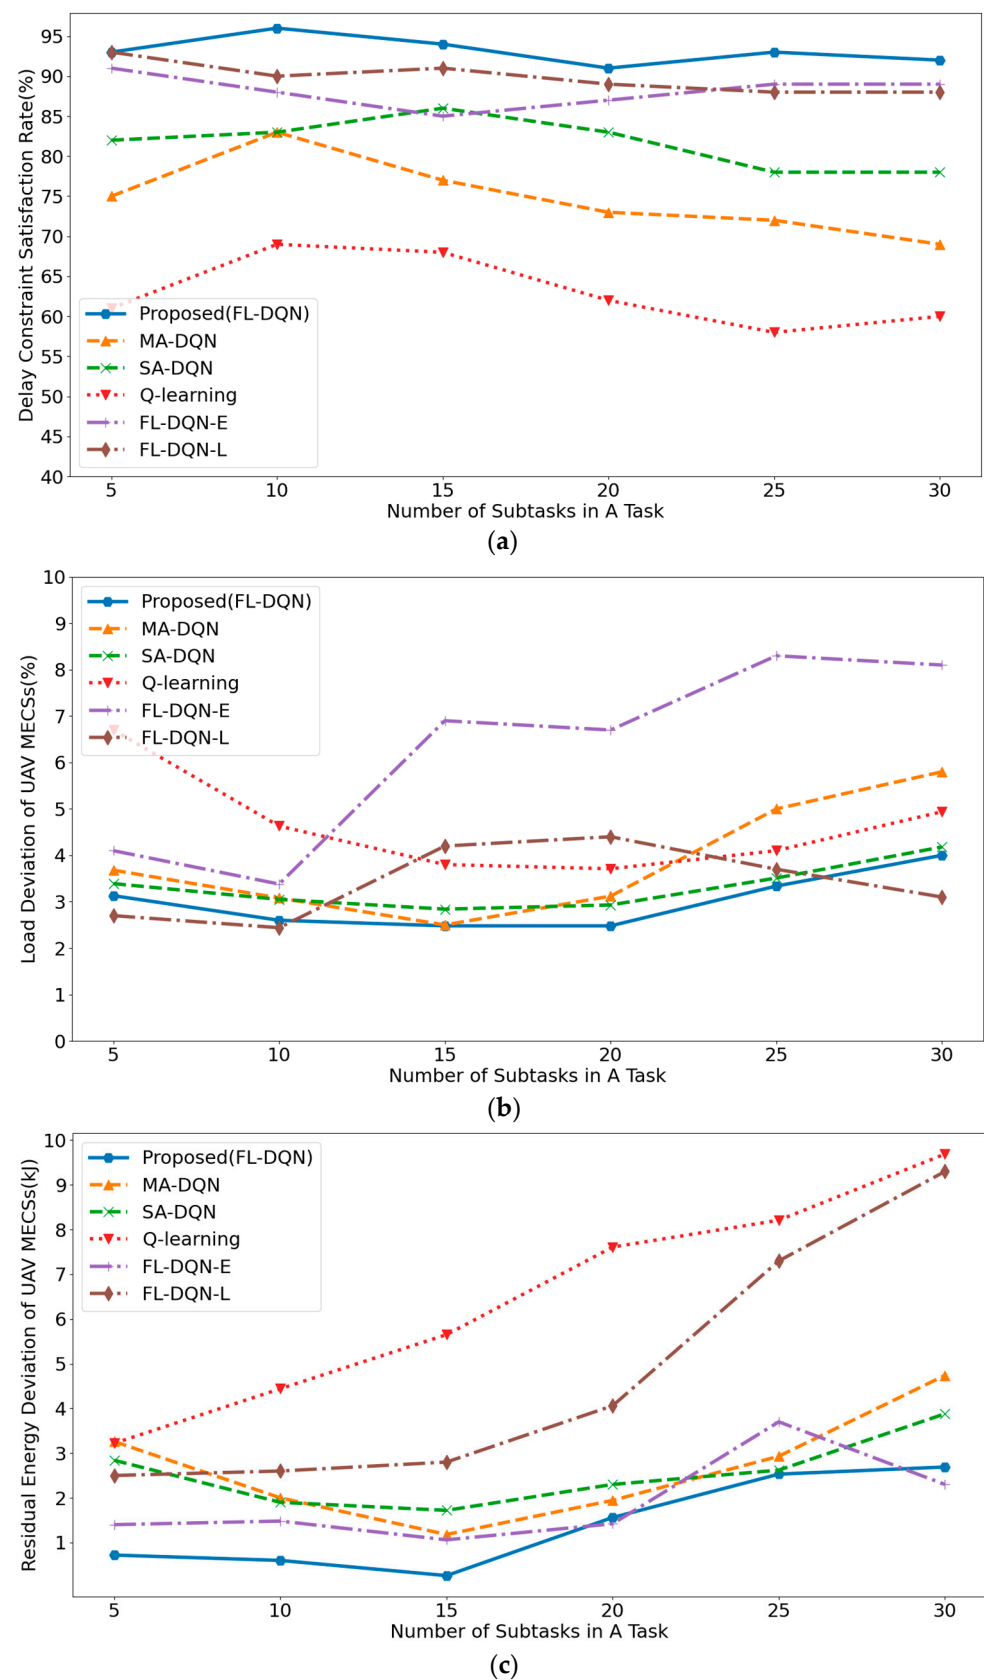 95
90
85
80
75
70
65
60
55
50
45
40
Delay Constraint Satisfaction Rate(%)
Proposed(FL-DQN)
MA-DQN
SA-DQN
Q-learning
FL-DQN-E
FL-DQN-L
5 10 15 20 25 30
Number of Subtasks in A Task
(a)
10
9
8
7
6
5
4
3
2
1
0
Load Deviation of UAV MECSs(%)
Proposed(FL-DQN)
MA-DQN
SA-DQN
Q-learning
FL-DQN-E
FL-DQN-L
5 10 15 20 25 30
Number of Subtasks in A Task
(b)
10
9
8
7
6
5
4
3
2
1
Residual Energy Deviation of UAV MECSs(kJ)
Proposed(FL-DQN)
MA-DQN
SA-DQN
Q-learning
FL-DQN-E
FL-DQN-L
5 10 15 20 25 30
Number of Subtasks in A Task
(c)